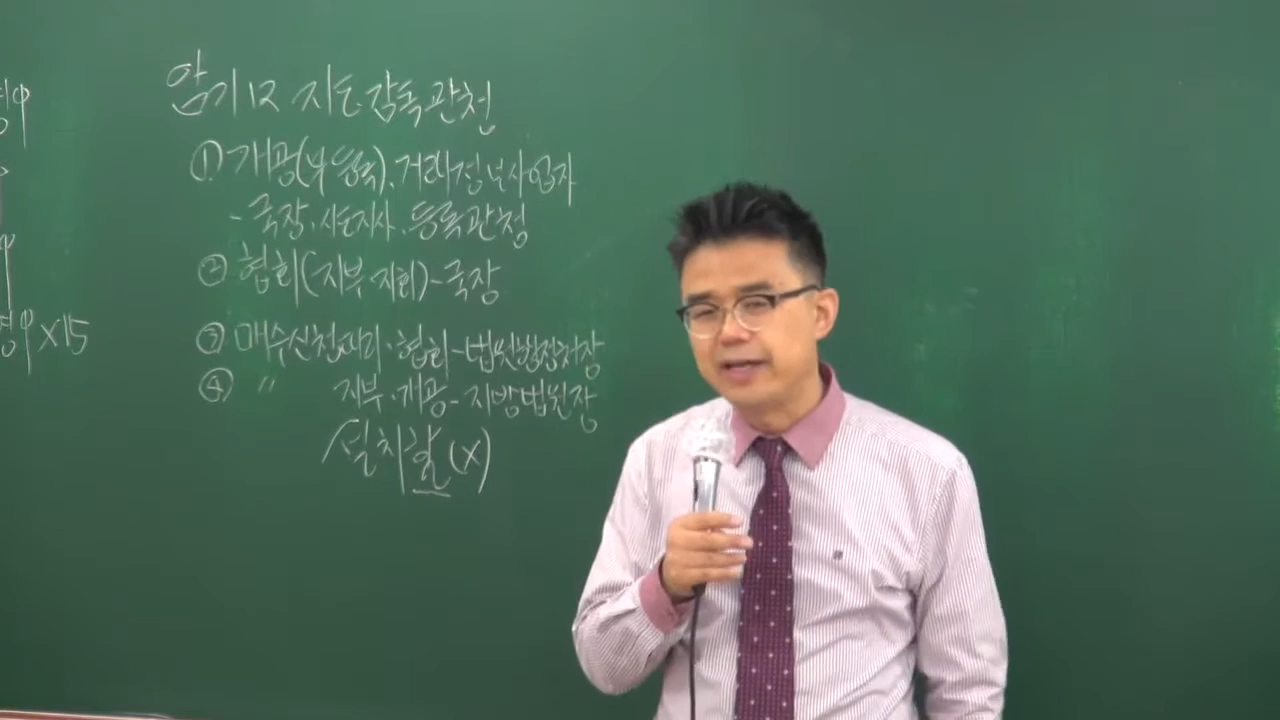 암기12 지도·감독관청
① 개공(무등록)·거래정보사업자
- 국장·시도지사·등록관청
② 협회(지부·지회)-국장
③ 매수신청대리·협회-법원행정처장
④ 〃 지부·개공-지방법원장
설치할(X)
x15